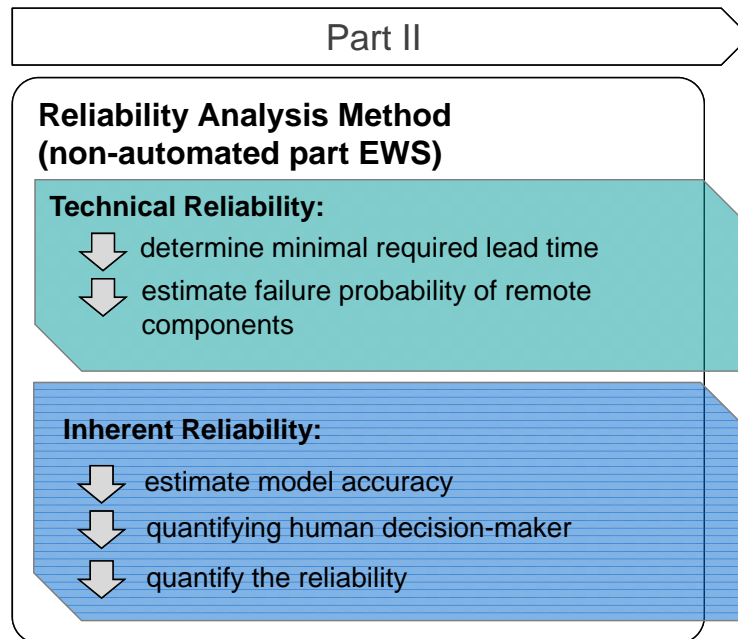 Part II
Reliability Analysis Method
(non-automated part EWS)
Technical Reliability:
determine minimal required lead time
estimate failure probability of remote
components
Inherent Reliability:
estimate model accuracy
quantifying human decision-maker
quantify the reliability